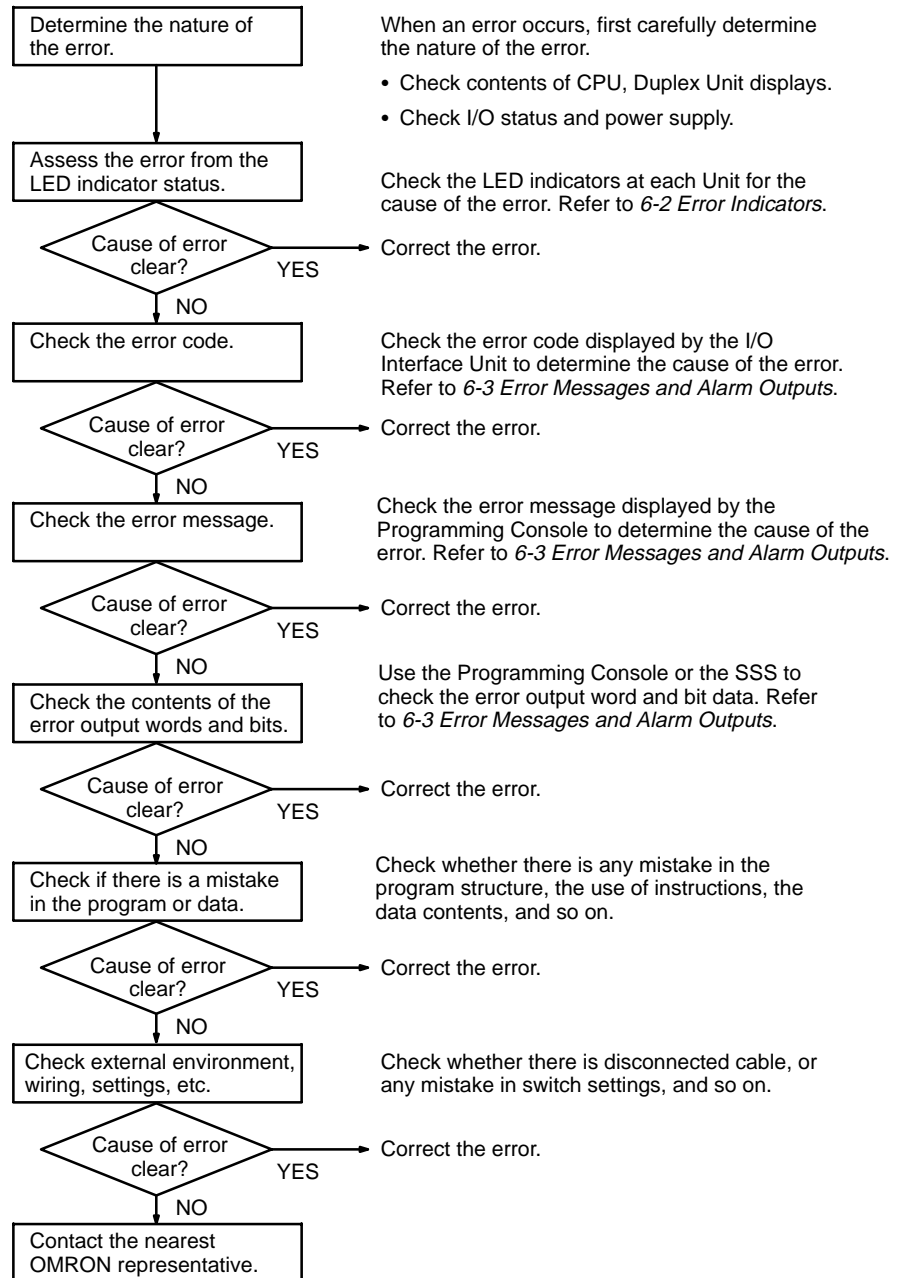 Determine the nature of
the error.
When an error occurs, first carefully determine
the nature of the error.
• Check contents of CPU, Duplex Unit displays.
• Check I/O status and power supply.
Assess the error from the
LED indicator status.
Check the LED indicators at each Unit for the
cause of the error. Refer to 6-2 Error Indicators.
Cause of error
clear?
YES
Correct the error.
NO
Check the error code.
Check the error code displayed by the I/O
Interface Unit to determine the cause of the error.
Refer to 6-3 Error Messages and Alarm Outputs.
Cause of error
clear?
YES
Correct the error.
NO
Check the error message.
Check the error message displayed by the
Programming Console to determine the cause of the
error. Refer to 6-3 Error Messages and Alarm Outputs.
Cause of error
clear?
YES
Correct the error.
NO
Check the contents of the
error output words and bits.
Use the Programming Console or the SSS to
check the error output word and bit data. Refer
to 6-3 Error Messages and Alarm Outputs.
Cause of error
clear?
YES
Correct the error.
NO
Check if there is a mistake
in the program or data.
Check whether there is any mistake in the
program structure, the use of instructions, the
data contents, and so on.
Cause of error
clear?
YES
Correct the error.
NO
Check external environment,
wiring, settings, etc.
Check whether there is disconnected cable, or
any mistake in switch settings, and so on.
Cause of error
clear?
YES
Correct the error.
NO
Contact the nearest
OMRON representative.